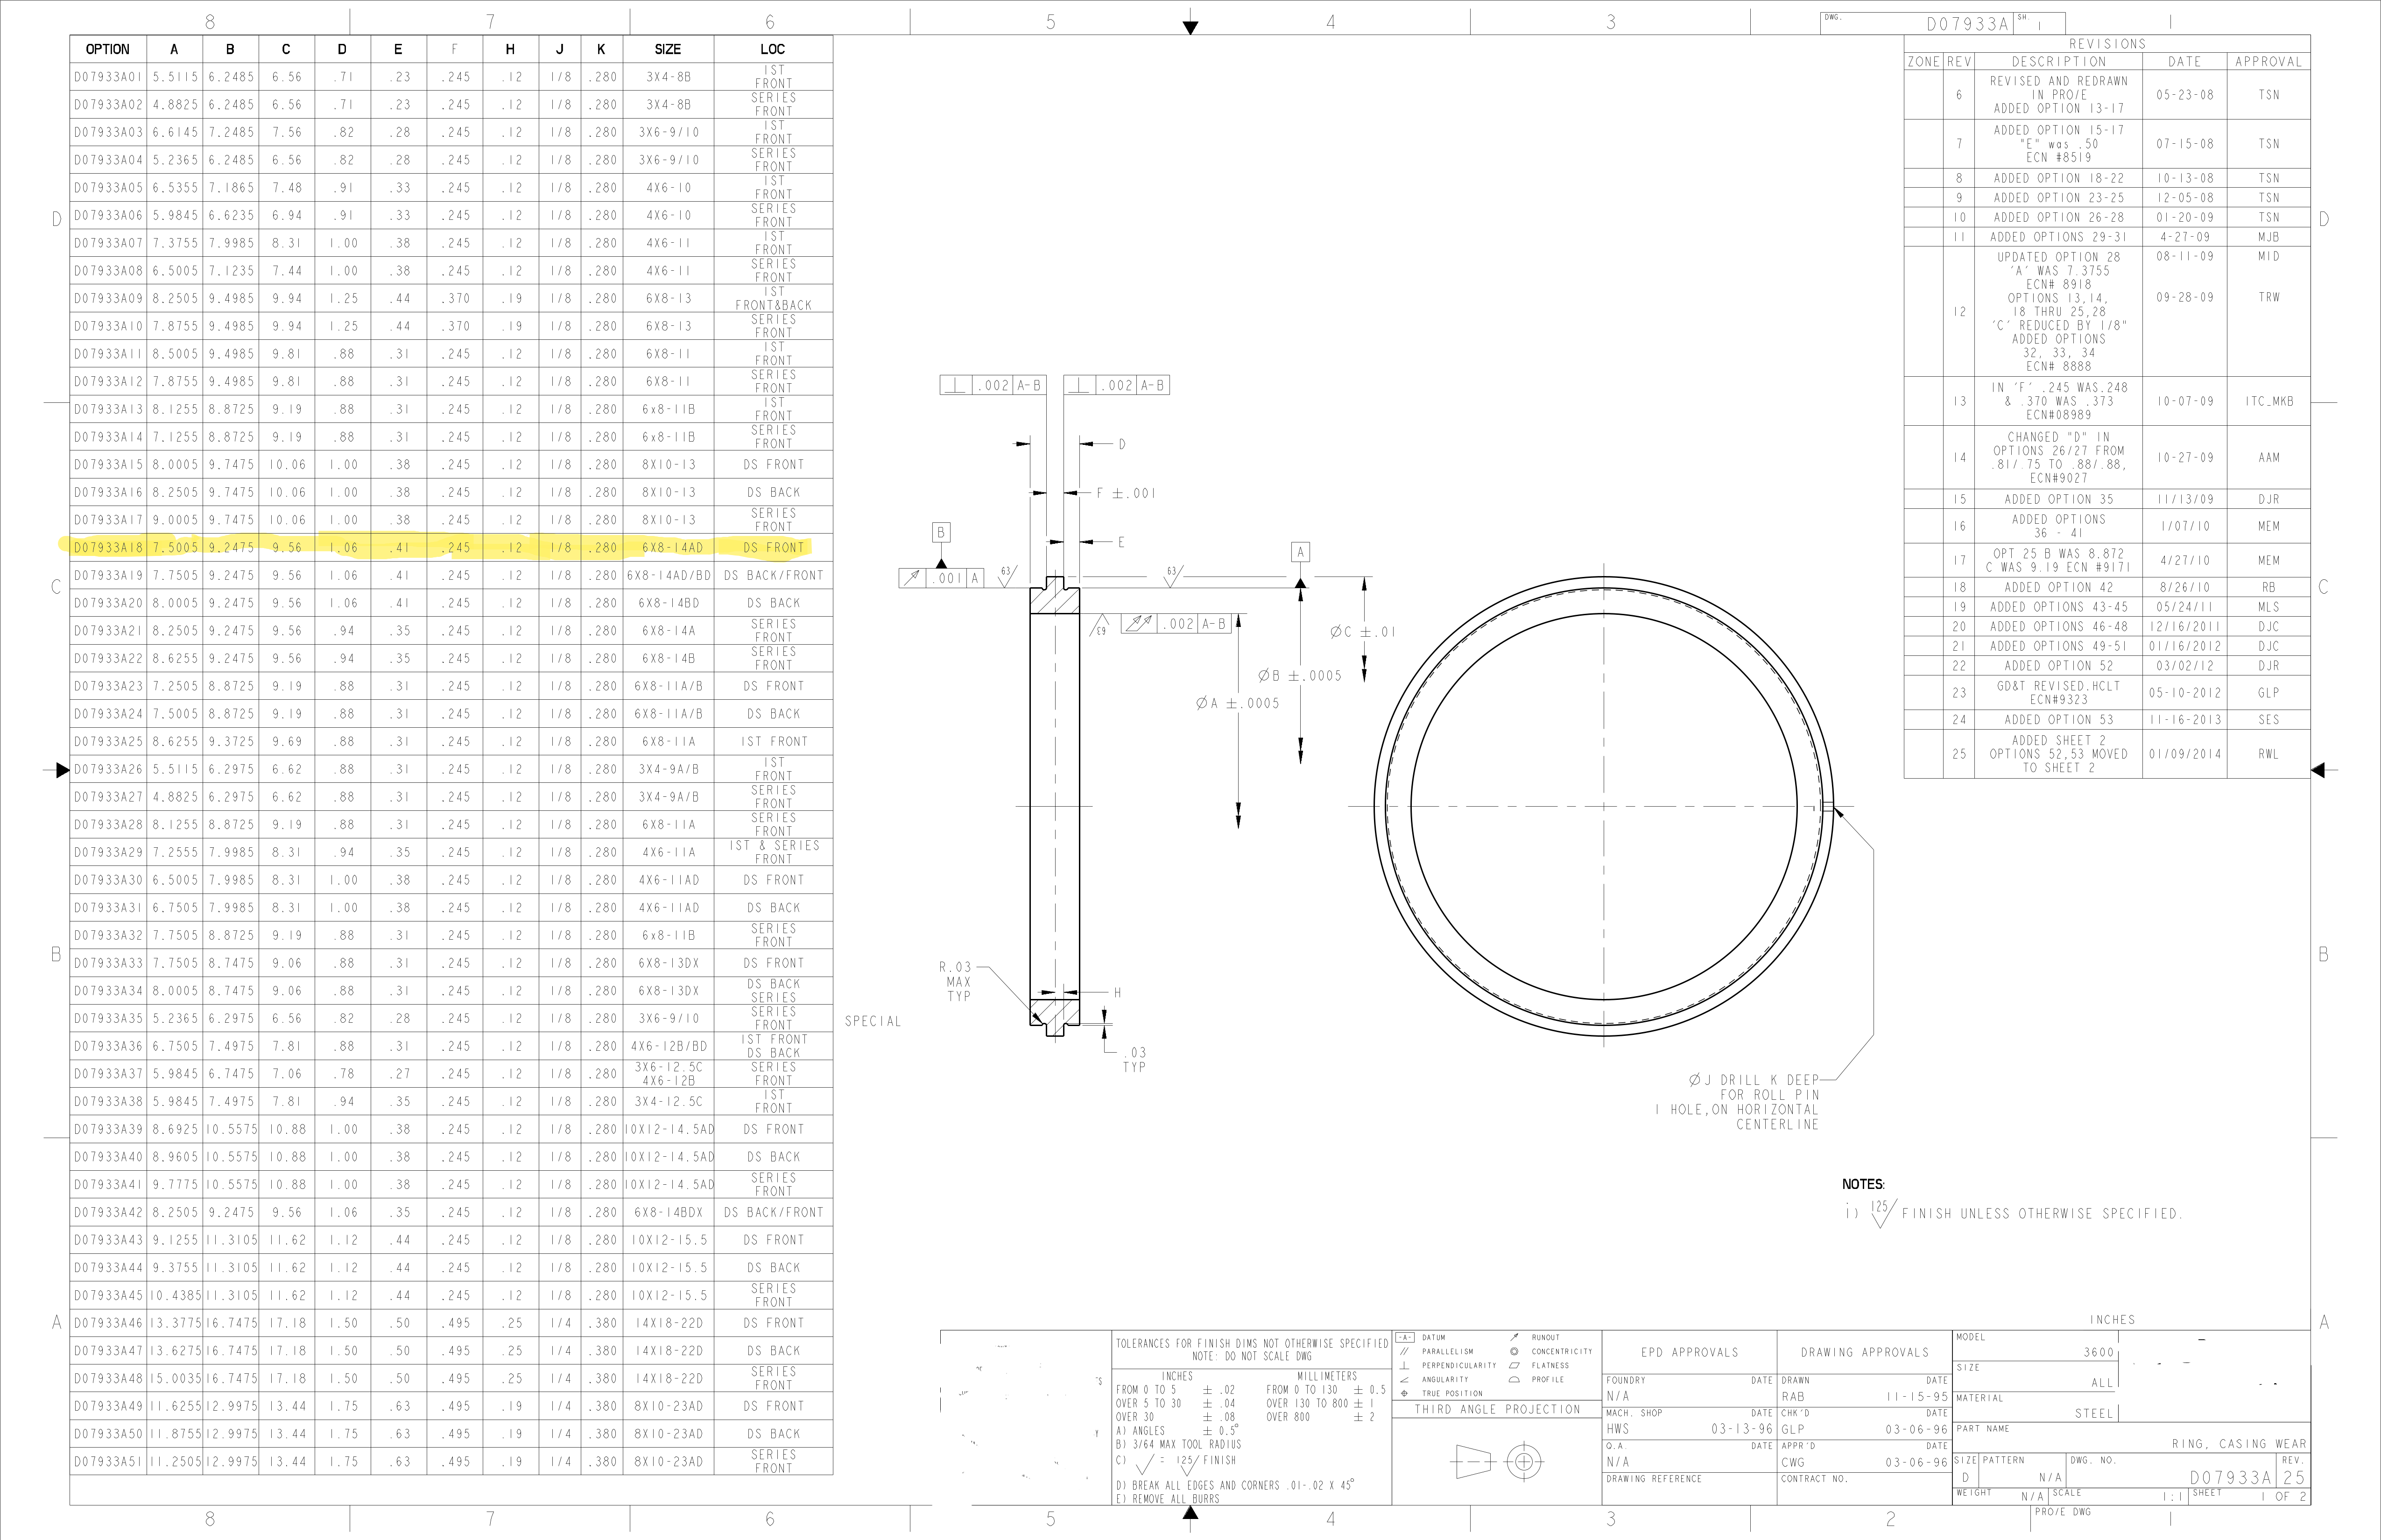 8 7 6 5 4 3 1
DWG. D07933A SH. 1
OPTION A B C D E F H J K SIZE LOC
D07933A01 5.5115 6.2485 6.56 .71 .23 .245 .12 1/8 .280 3X4-8B 1ST FRONT
D07933A02 4.8825 6.2485 6.56 .71 .23 .245 .12 1/8 .280 3X4-8B SERIES FRONT
D07933A03 6.6145 7.2485 7.56 .82 .28 .245 .12 1/8 .280 3X6-9/10 1ST FRONT
D07933A04 5.2365 6.2485 6.56 .82 .28 .245 .12 1/8 .280 3X6-9/10 SERIES FRONT
D07933A05 6.5355 7.1865 7.48 .91 .33 .245 .12 1/8 .280 4X6-10 1ST FRONT
D07933A06 5.9845 6.6235 6.94 .91 .33 .245 .12 1/8 .280 4X6-10 SERIES FRONT
D07933A07 7.3755 7.9985 8.31 1.00 .38 .245 .12 1/8 .280 4X6-11 1ST FRONT
D07933A08 6.5005 7.1235 7.44 1.00 .38 .245 .12 1/8 .280 4X6-11 SERIES FRONT
D07933A09 8.2505 9.4985 9.94 1.25 .44 .370 .19 1/8 .280 6X8-13 1ST FRONT&BACK
D07933A10 7.8755 9.4985 9.94 1.25 .44 .370 .19 1/8 .280 6X8-13 SERIES FRONT
D07933A11 8.5005 9.4985 9.81 .88 .31 .245 .12 1/8 .280 6X8-11 1ST FRONT
D07933A12 7.8755 9.4985 9.81 .88 .31 .245 .12 1/8 .280 6X8-11 SERIES FRONT
D07933A13 8.1255 8.8725 9.19 .88 .31 .245 .12 1/8 .280 6x8-11B 1ST FRONT
D07933A14 7.1255 8.8725 9.19 .88 .31 .245 .12 1/8 .280 6x8-11B SERIES FRONT
D07933A15 8.0005 9.7475 10.06 1.00 .38 .245 .12 1/8 .280 8X10-13 DS FRONT
D07933A16 8.2505 9.7475 10.06 1.00 .38 .245 .12 1/8 .280 8X10-13 DS BACK
D07933A17 9.0005 9.7475 10.06 1.00 .38 .245 .12 1/8 .280 8X10-13 SERIES FRONT
D07933A18 7.5005 9.2475 9.56 1.06 .41 .245 .12 1/8 .280 6X8-14AD DS FRONT
D07933A19 7.7505 9.2475 9.56 1.06 .41 .245 .12 1/8 .280 6X8-14AD/BD DS BACK/FRONT
D07933A20 8.0005 9.2475 9.56 1.06 .41 .245 .12 1/8 .280 6X8-14BD DS BACK
D07933A21 8.2505 9.2475 9.56 .94 .35 .245 .12 1/8 .280 6X8-14A SERIES FRONT
D07933A22 8.6255 9.2475 9.56 .94 .35 .245 .12 1/8 .280 6X8-14B SERIES FRONT
D07933A23 7.2505 8.8725 9.19 .88 .31 .245 .12 1/8 .280 6X8-11A/B DS FRONT
D07933A24 7.5005 8.8725 9.19 .88 .31 .245 .12 1/8 .280 6X8-11A/B DS BACK
D07933A25 8.6255 9.3725 9.69 .88 .31 .245 .12 1/8 .280 6X8-11A 1ST FRONT
D07933A26 5.5115 6.2975 6.62 .88 .31 .245 .12 1/8 .280 3X4-9A/B 1ST FRONT
D07933A27 4.8825 6.2975 6.62 .88 .31 .245 .12 1/8 .280 3X4-9A/B SERIES FRONT
D07933A28 8.1255 8.8725 9.19 .88 .31 .245 .12 1/8 .280 6X8-11A SERIES FRONT
D07933A29 7.2555 7.9985 8.31 .94 .35 .245 .12 1/8 .280 4X6-11A 1ST & SERIES FRONT
D07933A30 6.5005 7.9985 8.31 1.00 .38 .245 .12 1/8 .280 4X6-11AD DS FRONT
D07933A31 6.7505 7.9985 8.31 1.00 .38 .245 .12 1/8 .280 4X6-11AD DS BACK
D07933A32 7.7505 8.8725 9.19 .88 .31 .245 .12 1/8 .280 6x8-11B SERIES FRONT
D07933A33 7.7505 8.7475 9.06 .88 .31 .245 .12 1/8 .280 6X8-13DX DS FRONT
D07933A34 8.0005 8.7475 9.06 .88 .31 .245 .12 1/8 .280 6X8-13DX DS BACK SERIES
D07933A35 5.2365 6.2975 6.56 .82 .28 .245 .12 1/8 .280 3X6-9/10 SERIES FRONT SPECIAL
D07933A36 6.7505 7.4975 7.81 .88 .31 .245 .12 1/8 .280 4X6-12B/BD 1ST FRONT DS BACK
D07933A37 5.9845 6.7475 7.06 .78 .27 .245 .12 1/8 .280 3X6-12.5C 4X6-12B SERIES FRONT
D07933A38 5.9845 7.4975 7.81 .94 .35 .245 .12 1/8 .280 3X4-12.5C 1ST FRONT
D07933A39 8.6925 10.5575 10.88 1.00 .38 .245 .12 1/8 .280 10X12-14.5AD DS FRONT
D07933A40 8.9605 10.5575 10.88 1.00 .38 .245 .12 1/8 .280 10X12-14.5AD DS BACK
D07933A41 9.7775 10.5575 10.88 1.00 .38 .245 .12 1/8 .280 10X12-14.5AD SERIES FRONT
D07933A42 8.2505 9.2475 9.56 1.06 .35 .245 .12 1/8 .280 6X8-14BDX DS BACK/FRONT
D07933A43 9.1255 11.3105 11.62 1.12 .44 .245 .12 1/8 .280 10X12-15.5 DS FRONT
D07933A44 9.3755 11.3105 11.62 1.12 .44 .245 .12 1/8 .280 10X12-15.5 DS BACK
D07933A45 10.4385 11.3105 11.62 1.12 .44 .245 .12 1/8 .280 10X12-15.5 SERIES FRONT
D07933A46 13.3775 16.7475 17.18 1.50 .50 .495 .25 1/4 .380 14X18-22D DS FRONT
D07933A47 13.6275 16.7475 17.18 1.50 .50 .495 .25 1/4 .380 14X18-22D DS BACK
D07933A48 15.0035 16.7475 17.18 1.50 .50 .495 .25 1/4 .380 14X18-22D SERIES FRONT
D07933A49 11.6255 12.9975 13.44 1.75 .63 .495 .19 1/4 .380 8X10-23AD DS FRONT
D07933A50 11.8755 12.9975 13.44 1.75 .63 .495 .19 1/4 .380 8X10-23AD DS BACK
D07933A51 11.2505 12.9975 13.44 1.75 .63 .495 .19 1/4 .380 8X10-23AD SERIES FRONT
D
C
B
A
⊥ .002 A-B
⊥ .002 A-B
D
F ±.001
B
E
A
↗ .001 A
63
63
63
.002 A-B
ØC ±.01
ØB ±.0005
ØA ±.0005
R.03
MAX
TYP
H
.03
TYP
ØJ DRILL K DEEP
FOR ROLL PIN
1 HOLE,ON HORIZONTAL
CENTERLINE
REVISIONS
ZONE REV DESCRIPTION DATE APPROVAL
6 REVISED AND REDRAWN IN PRO/E ADDED OPTION 13-17 05-23-08 TSN
7 ADDED OPTION 15-17 "E" was .50 ECN #8519 07-15-08 TSN
8 ADDED OPTION 18-22 10-13-08 TSN
9 ADDED OPTION 23-25 12-05-08 TSN
10 ADDED OPTION 26-28 01-20-09 TSN
11 ADDED OPTIONS 29-31 4-27-09 MJB
12 UPDATED OPTION 28 08-11-09 MID
'A' WAS 7.3755
ECN# 8918
OPTIONS 13,14, 09-28-09 TRW
18 THRU 25,28
'C' REDUCED BY 1/8"
ADDED OPTIONS
32, 33, 34
ECN# 8888
13 IN 'F' .245 WAS.248 & .370 WAS .373 ECN#08989 10-07-09 ITC_MKB
14 CHANGED "D" IN OPTIONS 26/27 FROM .81/.75 TO .88/.88, ECN#9027 10-27-09 AAM
15 ADDED OPTION 35 11/13/09 DJR
16 ADDED OPTIONS 36 - 41 1/07/10 MEM
17 OPT 25 B WAS 8.872 C WAS 9.19 ECN #9171 4/27/10 MEM
18 ADDED OPTION 42 8/26/10 RB
19 ADDED OPTIONS 43-45 05/24/11 MLS
20 ADDED OPTIONS 46-48 12/16/2011 DJC
21 ADDED OPTIONS 49-51 01/16/2012 DJC
22 ADDED OPTION 52 03/02/12 DJR
23 GD&T REVISED.HCLT ECN#9323 05-10-2012 GLP
24 ADDED OPTION 53 11-16-2013 SES
25 ADDED SHEET 2 OPTIONS 52,53 MOVED TO SHEET 2 01/09/2014 RWL
D
C
B
A
NOTES:
1) 125 FINISH UNLESS OTHERWISE SPECIFIED.
INCHES
TOLERANCES FOR FINISH DIMS NOT OTHERWISE SPECIFIED
NOTE: DO NOT SCALE DWG
INCHES MILLIMETERS
FROM 0 TO 5 ± .02 FROM 0 TO 130 ± 0.5
OVER 5 TO 30 ± .04 OVER 130 TO 800 ± 1
OVER 30 ± .08 OVER 800 ± 2
A) ANGLES ± 0.5°
B) 3/64 MAX TOOL RADIUS
C) √ = 125/ FINISH
D) BREAK ALL EDGES AND CORNERS .01-.02 X 45°
E) REMOVE ALL BURRS
-A- DATUM RUNOUT
PARALLELISM CONCENTRICITY
PERPENDICULARITY FLATNESS
ANGULARITY PROFILE
TRUE POSITION
THIRD ANGLE PROJECTION
EPD APPROVALS
FOUNDRY DATE
N/A
MACH. SHOP DATE
HWS 03-13-96
Q.A. DATE
N/A
DRAWING REFERENCE
DRAWING APPROVALS
DRAWN DATE
RAB 11-15-95
CHK'D DATE
GLP 03-06-96
APPR'D DATE
CWG 03-06-96
CONTRACT NO.
MODEL
3600
SIZE
ALL
MATERIAL
STEEL
PART NAME
RING, CASING WEAR
SIZE PATTERN DWG. NO. REV.
D N/A D07933A 25
WEIGHT N/A SCALE 1:1 SHEET 1 OF 2
PRO/E DWG
8 7 6 5 4 3 2 1